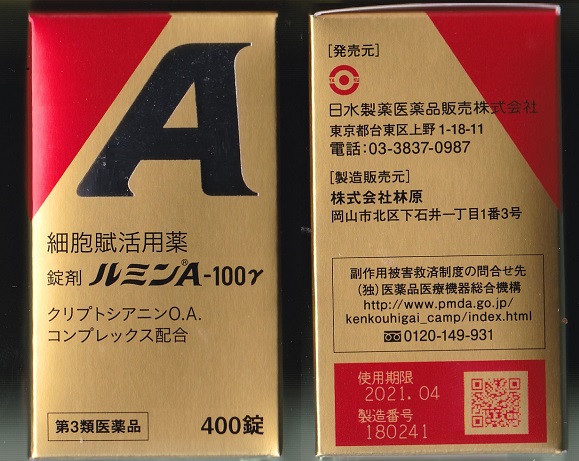 A
細胞賦活用薬
錠剤 ルミン®A-100γ
クリプトシアニンO.A.
コンプレックス配合
第3類医薬品
400錠
[発売元]
日水製薬医薬品販売株式会社
東京都台東区上野1-18-11
電話:03-3837-0987
[製造販売元]
株式会社林原
岡山市北区下石井一丁目1番3号
副作用被害救済制度の問合せ先
(独)医薬品医療機器総合機構
http://www.pmda.go.jp/
kenkouhigai_camp/index.html
0120-149-931
使用期限
2021.04
製造番号
180241